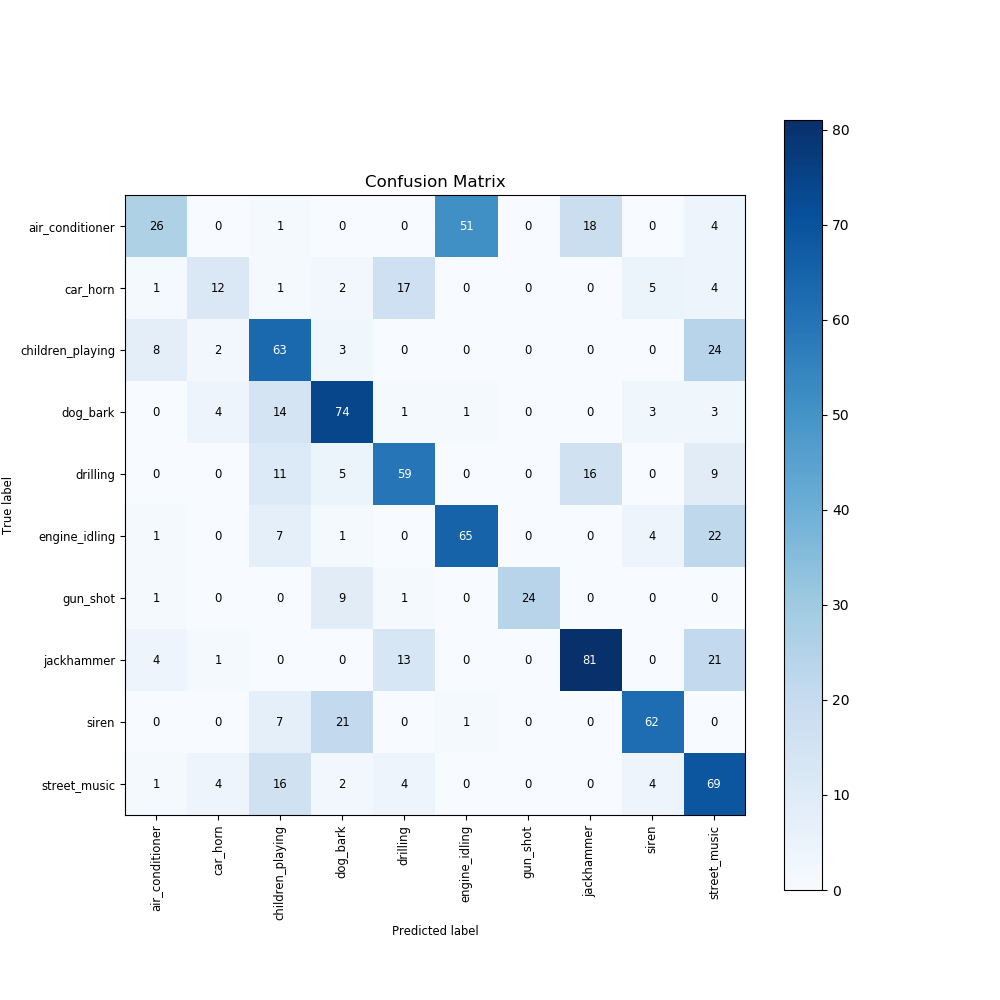 Confusion Matrix
air_conditioner 26 0 1 0 0 51 0 18 0 4
car_horn 1 12 1 2 17 0 0 0 5 4
children_playing 8 2 63 3 0 0 0 0 0 24
dog_bark 0 4 14 74 1 1 0 0 3 3
drilling 0 0 11 5 59 0 0 16 0 9
engine_idling 1 0 7 1 0 65 0 0 4 22
gun_shot 1 0 0 9 1 0 24 0 0 0
jackhammer 4 1 0 0 13 0 0 81 0 21
siren 0 0 7 21 0 1 0 0 62 0
street_music 1 4 16 2 4 0 0 0 4 69
True label
air_conditioner
car_horn
children_playing
dog_bark
drilling
engine_idling
gun_shot
jackhammer
siren
street_music
Predicted label
80
70
60
50
40
30
20
10
0